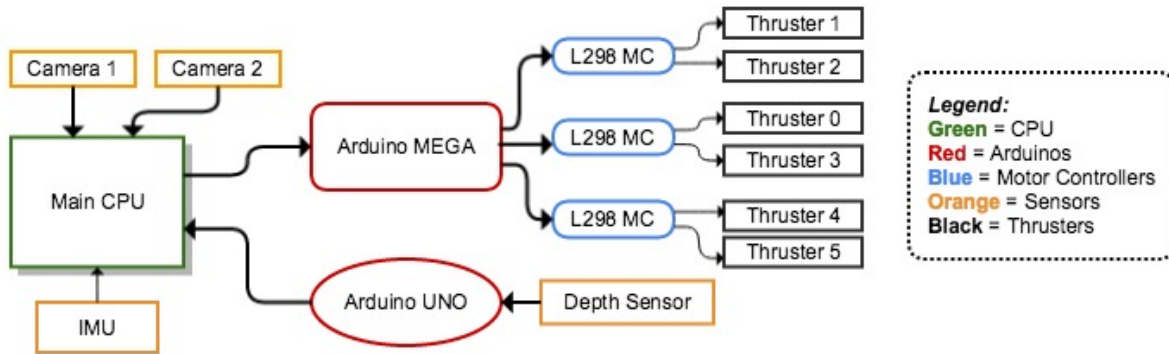 Camera 1
Camera 2
Main CPU
IMU
Arduino MEGA
Arduino UNO
Depth Sensor
L298 MC
L298 MC
L298 MC
Thruster 1
Thruster 2
Thruster 0
Thruster 3
Thruster 4
Thruster 5
Legend:
Green = CPU
Red = Arduinos
Blue = Motor Controllers
Orange = Sensors
Black = Thrusters